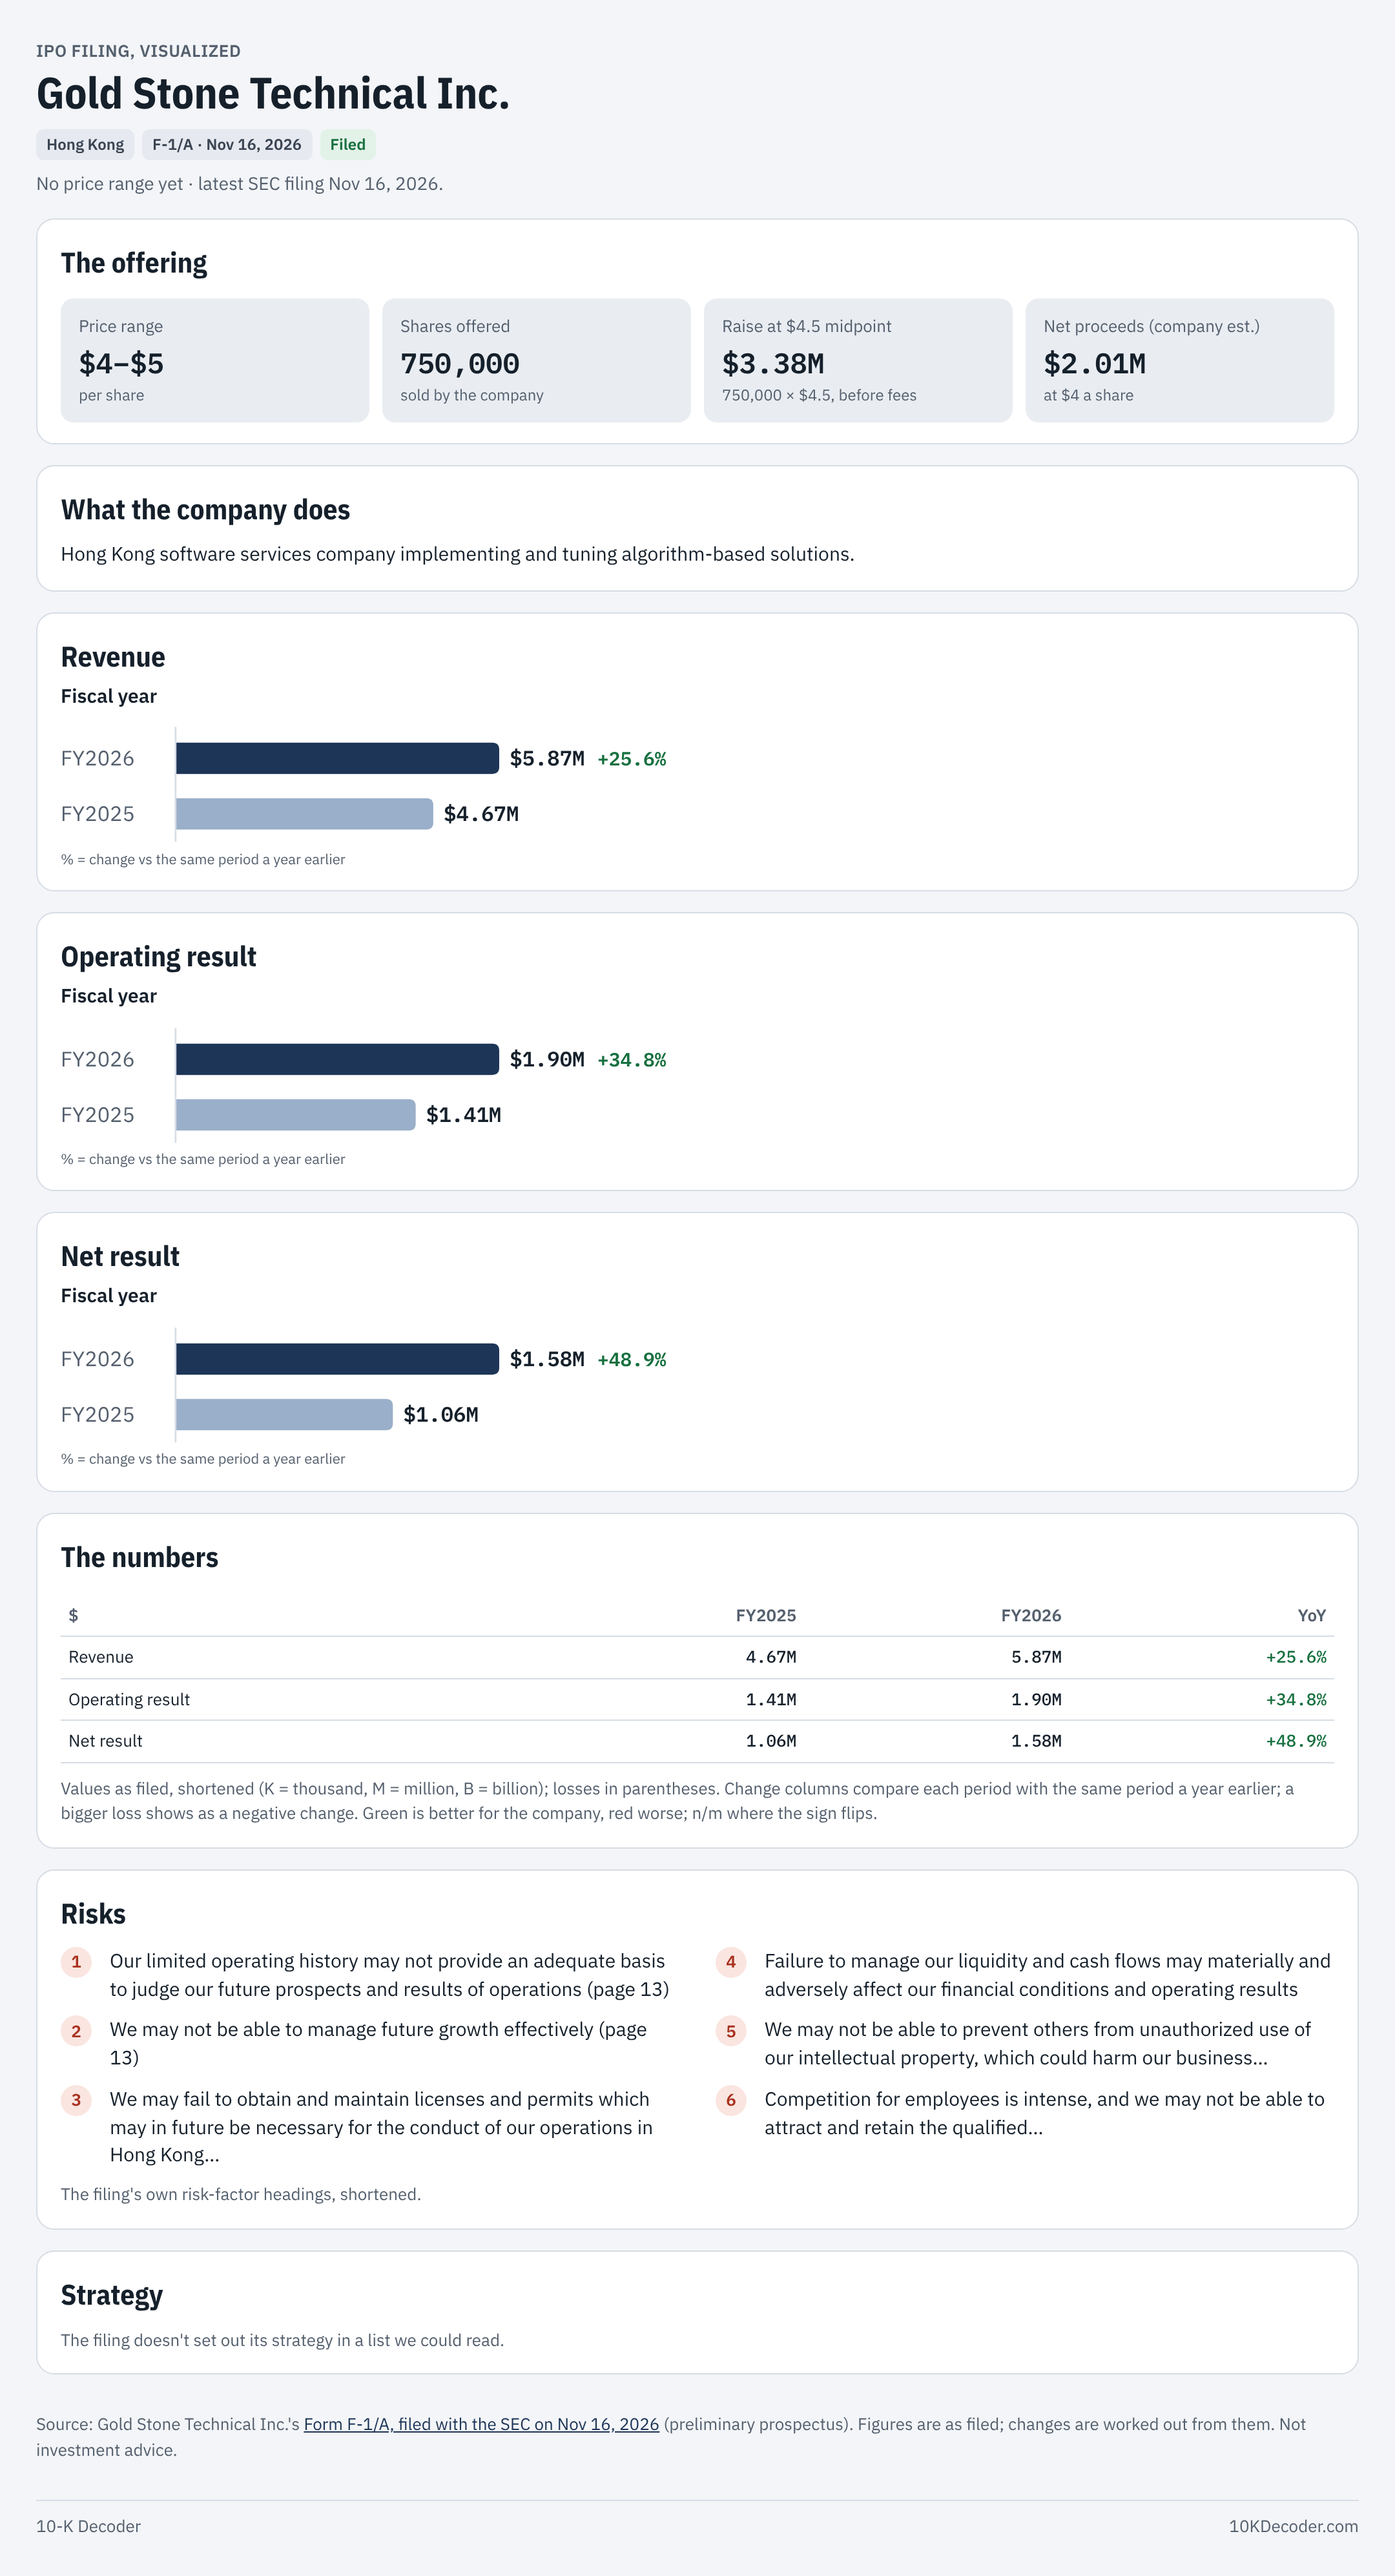 IPO FILING, VISUALIZED
Gold Stone Technical Inc.
Hong Kong
F-1/A · Nov 16, 2026
Filed
No price range yet · latest SEC filing Nov 16, 2026.
The offering
Price range
$4–$5
per share
Shares offered
750,000
sold by the company
Raise at $4.5 midpoint
$3.38M
750,000 × $4.5, before fees
Net proceeds (company est.)
$2.01M
at $4 a share
What the company does
Hong Kong software services company implementing and tuning algorithm-based solutions.
Revenue
Fiscal year
FY2026 $5.87M +25.6%
FY2025 $4.67M
% = change vs the same period a year earlier
Operating result
Fiscal year
FY2026 $1.90M +34.8%
FY2025 $1.41M
% = change vs the same period a year earlier
Net result
Fiscal year
FY2026 $1.58M +48.9%
FY2025 $1.06M
% = change vs the same period a year earlier
The numbers
$ FY2025 FY2026 YoY
Revenue 4.67M 5.87M +25.6%
Operating result 1.41M 1.90M +34.8%
Net result 1.06M 1.58M +48.9%
Values as filed, shortened (K = thousand, M = million, B = billion); losses in parentheses. Change columns compare each period with the same period a year earlier; a
bigger loss shows as a negative change. Green is better for the company, red worse; n/m where the sign flips.
Risks
1 Our limited operating history may not provide an adequate basis
to judge our future prospects and results of operations (page 13)
2 We may not be able to manage future growth effectively (page
13)
3 We may fail to obtain and maintain licenses and permits which
may in future be necessary for the conduct of our operations in
Hong Kong…
4 Failure to manage our liquidity and cash flows may materially and
adversely affect our financial conditions and operating results
5 We may not be able to prevent others from unauthorized use of
our intellectual property, which could harm our business…
6 Competition for employees is intense, and we may not be able to
attract and retain the qualified…
The filing's own risk-factor headings, shortened.
Strategy
The filing doesn't set out its strategy in a list we could read.
Source: Gold Stone Technical Inc.'s Form F-1/A, filed with the SEC on Nov 16, 2026 (preliminary prospectus). Figures are as filed; changes are worked out from them. Not
investment advice.
10-K Decoder
10KDecoder.com